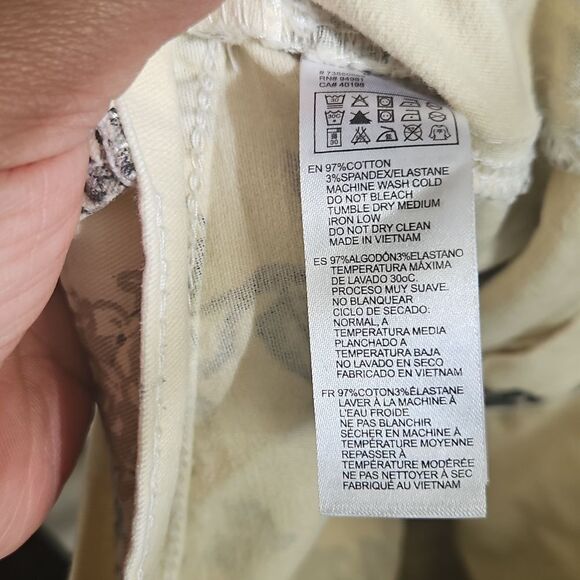 RN# 94981
CA# 40198
EN 97%COTTON
3%SPANDEX/ELASTANE
MACHINE WASH COLD
DO NOT BLEACH
TUMBLE DRY MEDIUM
IRON LOW
DO NOT DRY CLEAN
MADE IN VIETNAM
ES 97%ALGODÓN3%ELASTANO
TEMPERATURA MÁXIMA
DE LAVADO 30oC.
PROCESO MUY SUAVE.
NO BLANQUEAR
CICLO DE SECADO:
NORMAL, A
TEMPERATURA MEDIA
PLANCHADO A
TEMPERATURA BAJA
NO LAVADO EN SECO
FABRICADO EN VIETNAM
FR 97%COTON3%ÉLASTANE
LAVER À LA MACHINE À
L'EAU FROIDE
NE PAS BLANCHIR
SÉCHER EN MACHINE À
TEMPÉRATURE MOYENNE
REPASSER À
TEMPÉRATURE MODÉRÉE
NE PAS NETTOYER À SEC
FABRIQUÉ AU VIETNAM